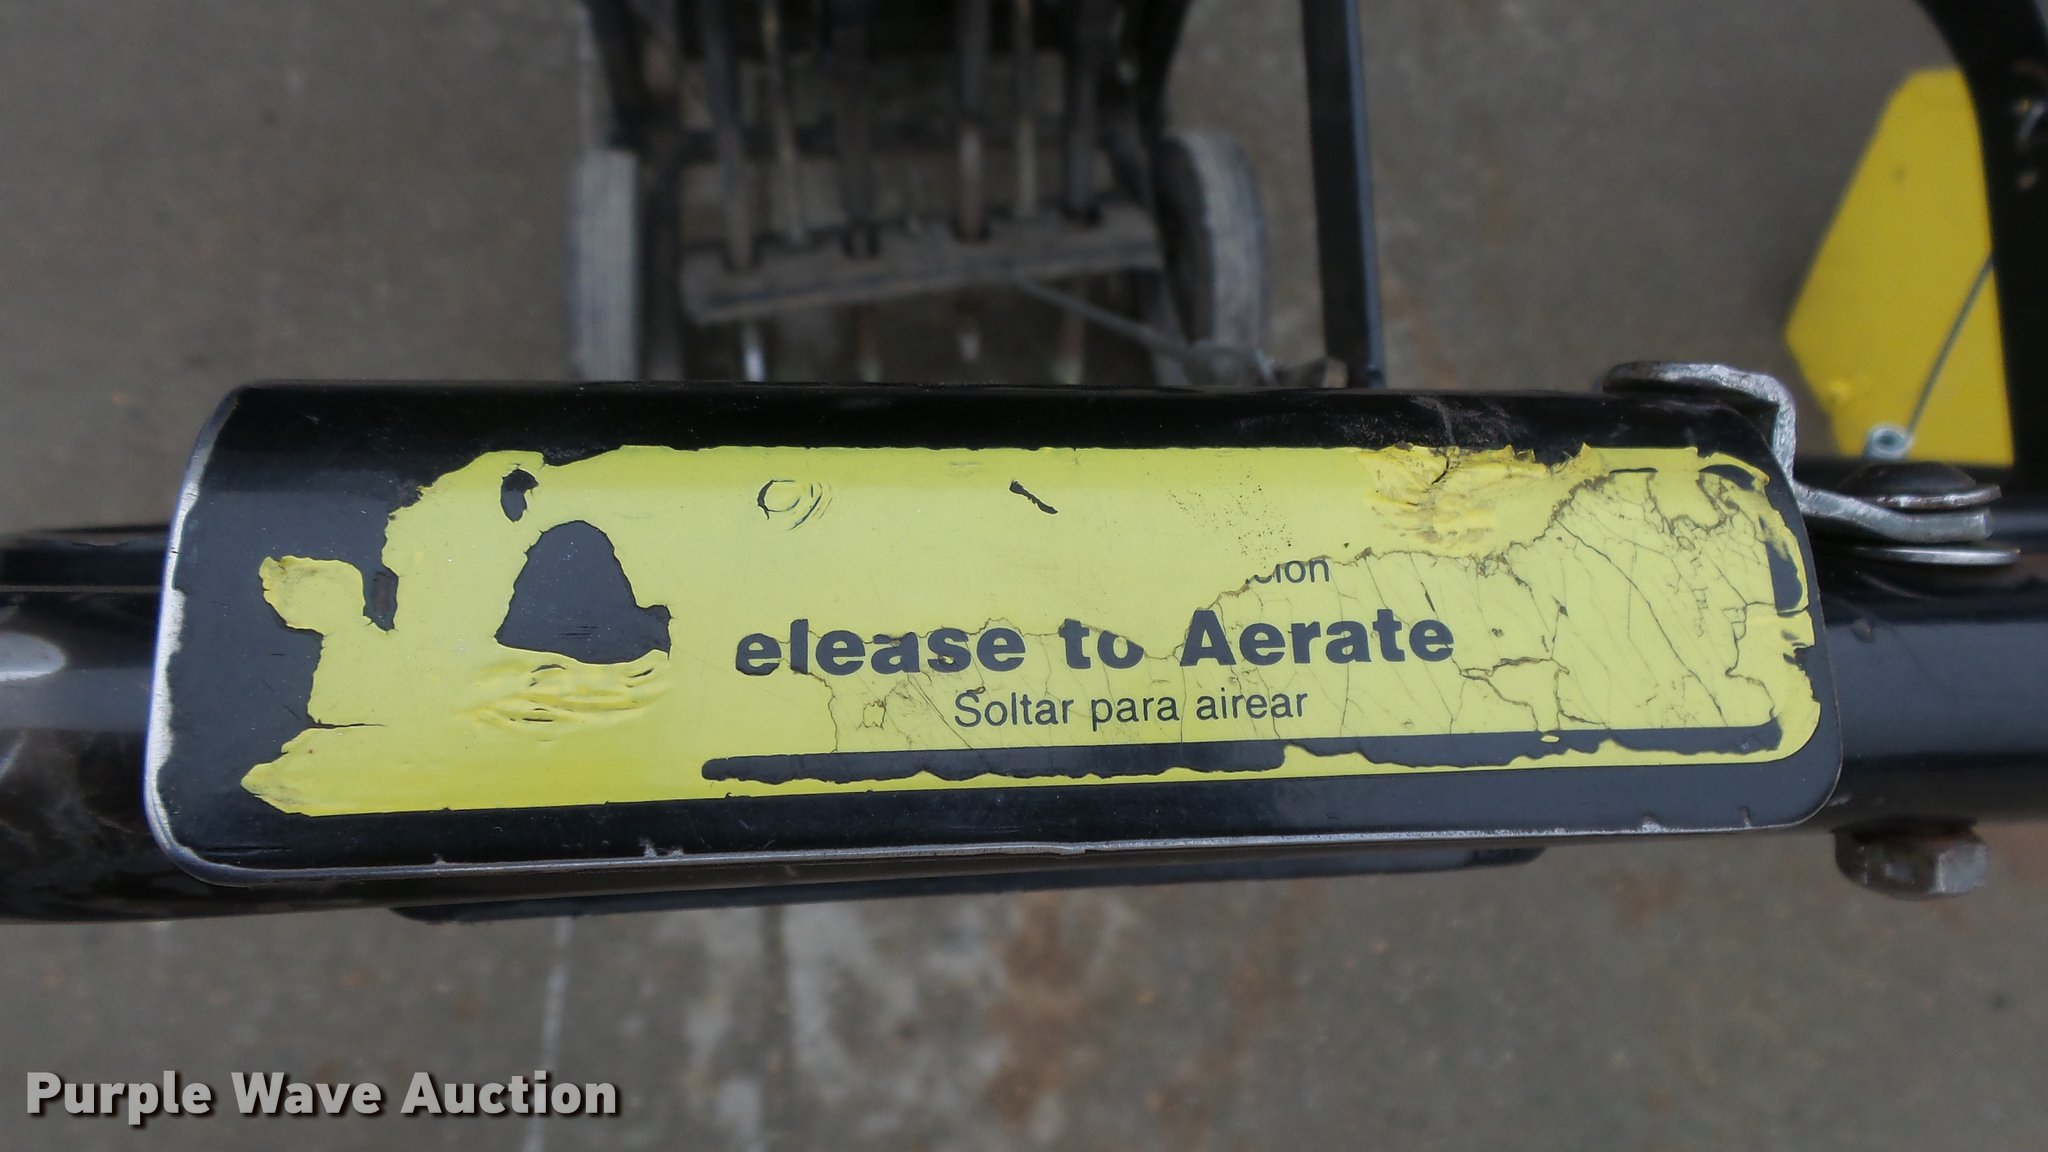 elease to Aerate
Soltar para airear
Purple Wave Auction